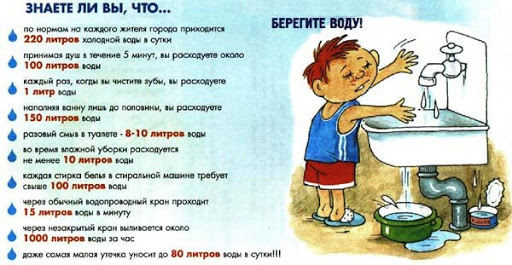 ЗНАЕТЕ ЛИ ВЫ, ЧТО...
по нормам на каждого жителя города приходится
220 литров холодной воды в сутки
принимая душ в течение 5 минут, вы расходуете около
100 литров воды
каждый раз, когда вы чистите зубы, вы расходуете
1 литр воды
наполняя ванну лишь до половины, вы расходуете
150 литров воды
разовый смыв в туалете - 8-10 литров воды
во время влажной уборки расходуется
не менее 10 литров воды
каждая стирка белья в стиральной машине требует
свыше 100 литров воды
через обычный водопроводный кран проходит
15 литров воды в минуту
через незакрытый кран выливается около
1000 литров воды за час
даже самая малая утечка уносит до 80 литров воды в сутки!!!
БЕРЕГИТЕ ВОДУ!